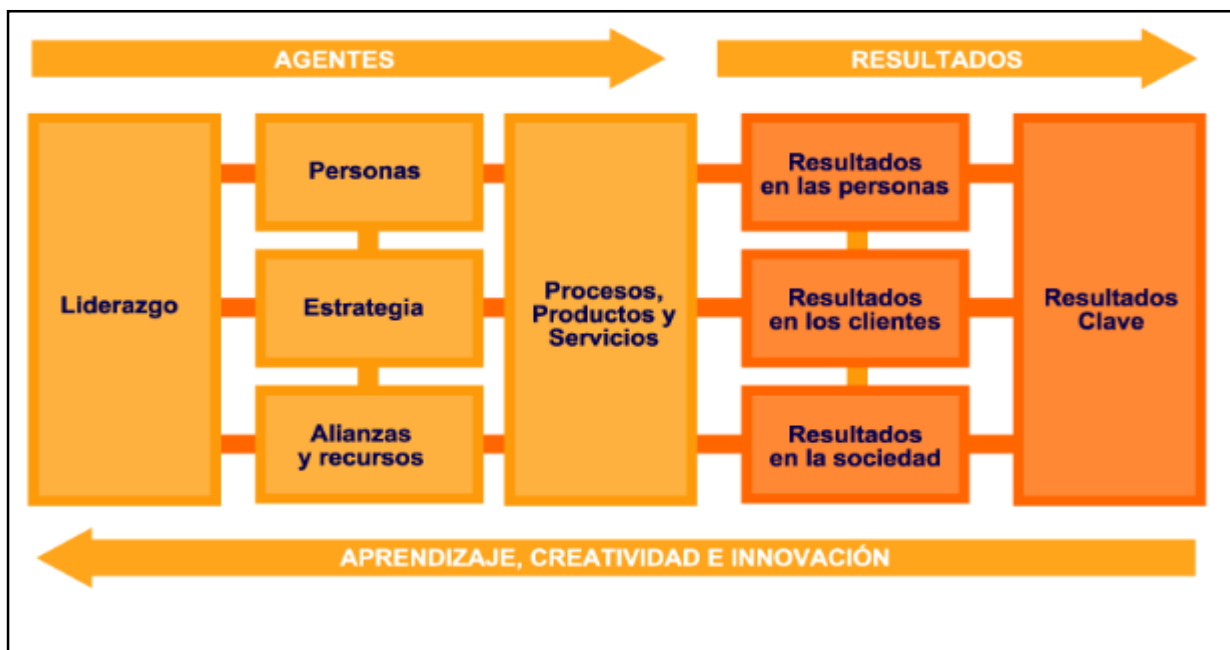 AGENTES
RESULTADOS
Liderazgo
Personas
Estrategia
Alianzas
y recursos
Procesos,
Productos y
Servicios
Resultados
en las personas
Resultados
en los clientes
Resultados
en la sociedad
Resultados
Clave
APRENDIZAJE, CREATIVIDAD E INNOVACIÓN